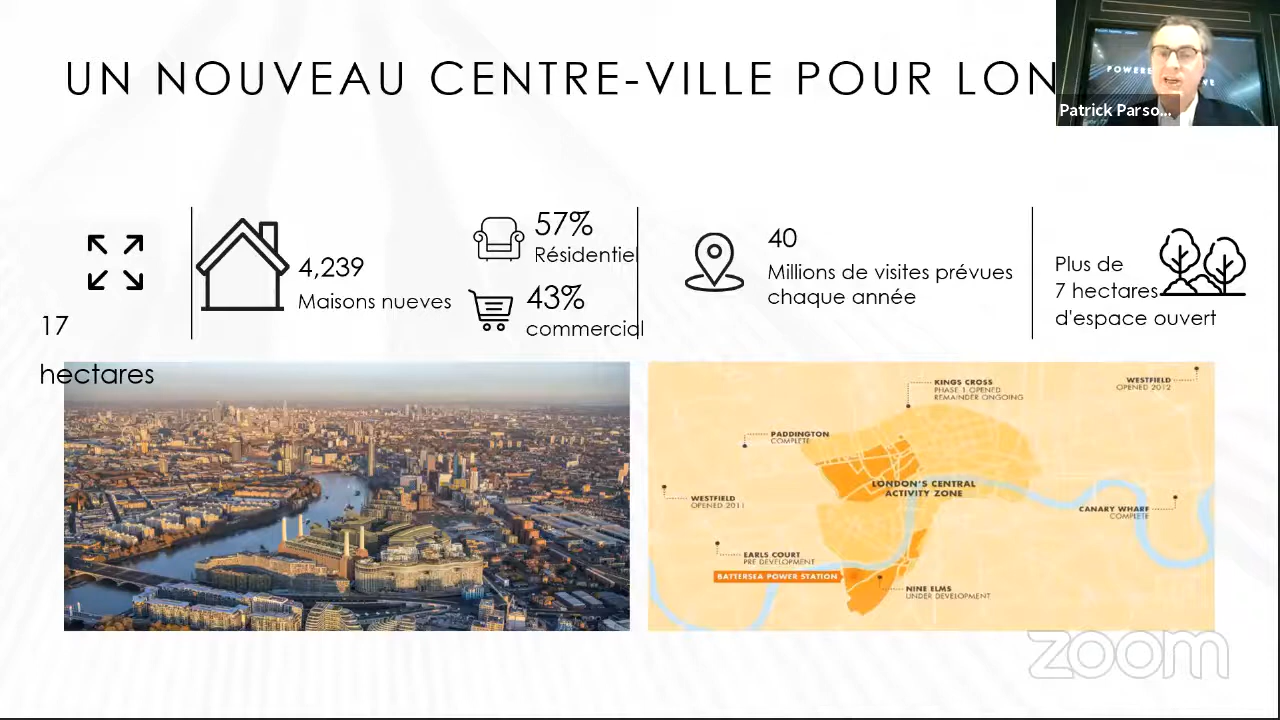 UN NOUVEAU CENTRE-VILLE POUR LON
Patrick Parso...
17
hectares
4,239
Maisons nueves
57%
Résidentiel
43%
commercial
40
Millions de visites prévues
chaque année
Plus de
7 hectares
d'espace ouvert
KINGS CROSS
PHASE 1 OPENED
REMAINDER ONGOING
WESTFIELD
OPENED 2012
PADDINGTON
COMPLETE
LONDON'S CENTRAL
ACTIVITY ZONE
WESTFIELD
OPENED 2011
CANARY WHARF
COMPLETE
EARLS COURT
PRE DEVELOPMENT
BATTERSEA POWER STATION
NINE ELMS
UNDER DEVELOPMENT
zoom